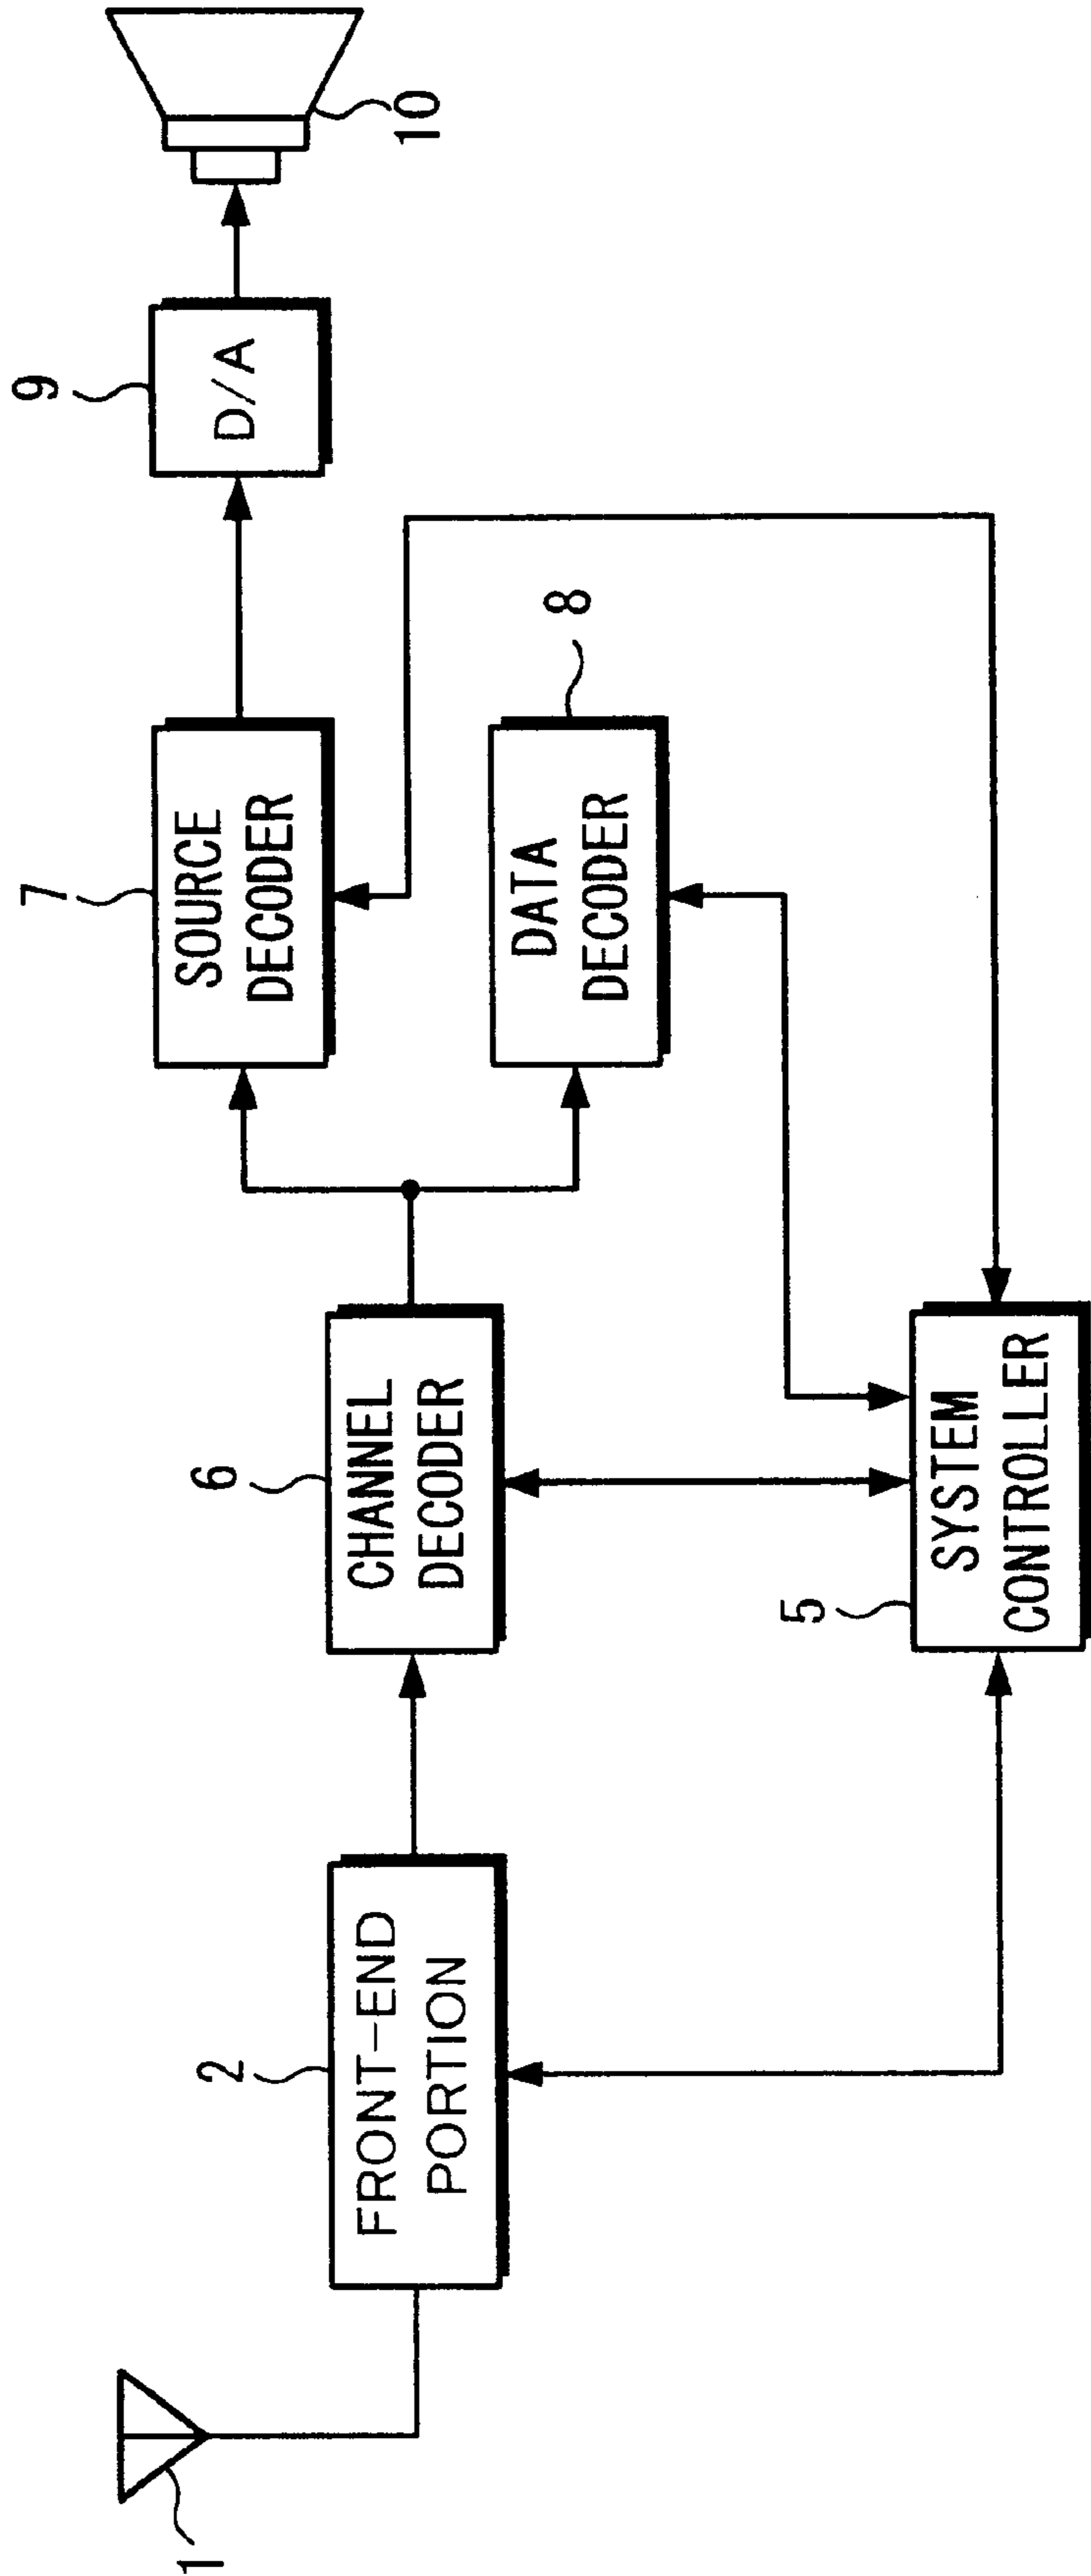 1
2
FRONT-END
PORTION
6
CHANNEL
DECODER
7
SOURCE
DECODER
9
D/A
10
8
DATA
DECODER
5
SYSTEM
CONTROLLER